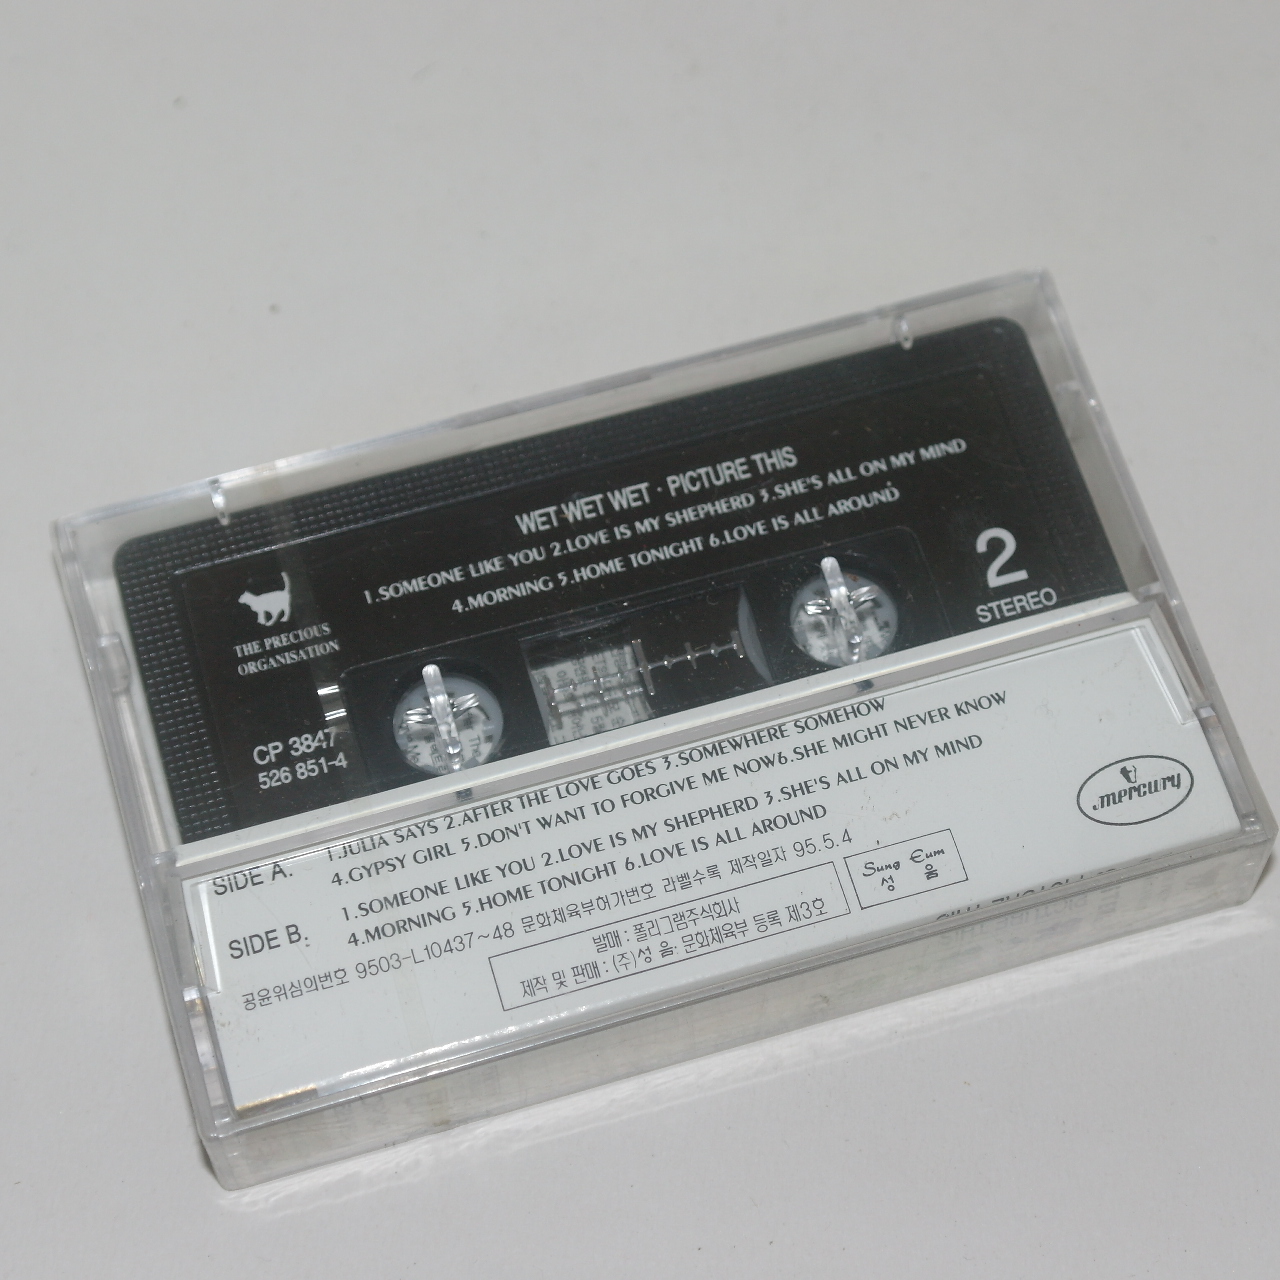 WET WET WET · PICTURE THIS
1.SOMEONE LIKE YOU 2.LOVE IS MY SHEPHERD 3.SHE'S ALL ON MY MIND
4.MORNING 5.HOME TONIGHT 6.LOVE IS ALL AROUND
THE PRECIOUS
ORGANISATION
2
STEREO
CP 3847
526 851-4
SIDE A: 1.JULIA SAYS 2.AFTER THE LOVE GOES 3.SOMEWHERE SOMEHOW
4.GYPSY GIRL 5.DON'T WANT TO FORGIVE ME NOW6.SHE MIGHT NEVER KNOW
SIDE B: 1.SOMEONE LIKE YOU 2.LOVE IS MY SHEPHERD 3.SHE'S ALL ON MY MIND
4.MORNING 5.HOME TONIGHT 6.LOVE IS ALL AROUND
mercury
공윤위심의번호 9503-L10437~48 문화체육부허가번호 라벨수록 제작일자 95.5.4
발매 : 폴리그램주식회사
제작 및 판매 : (주)성 음· 문화체육부 등록 제3호
Sung Eum
성 음